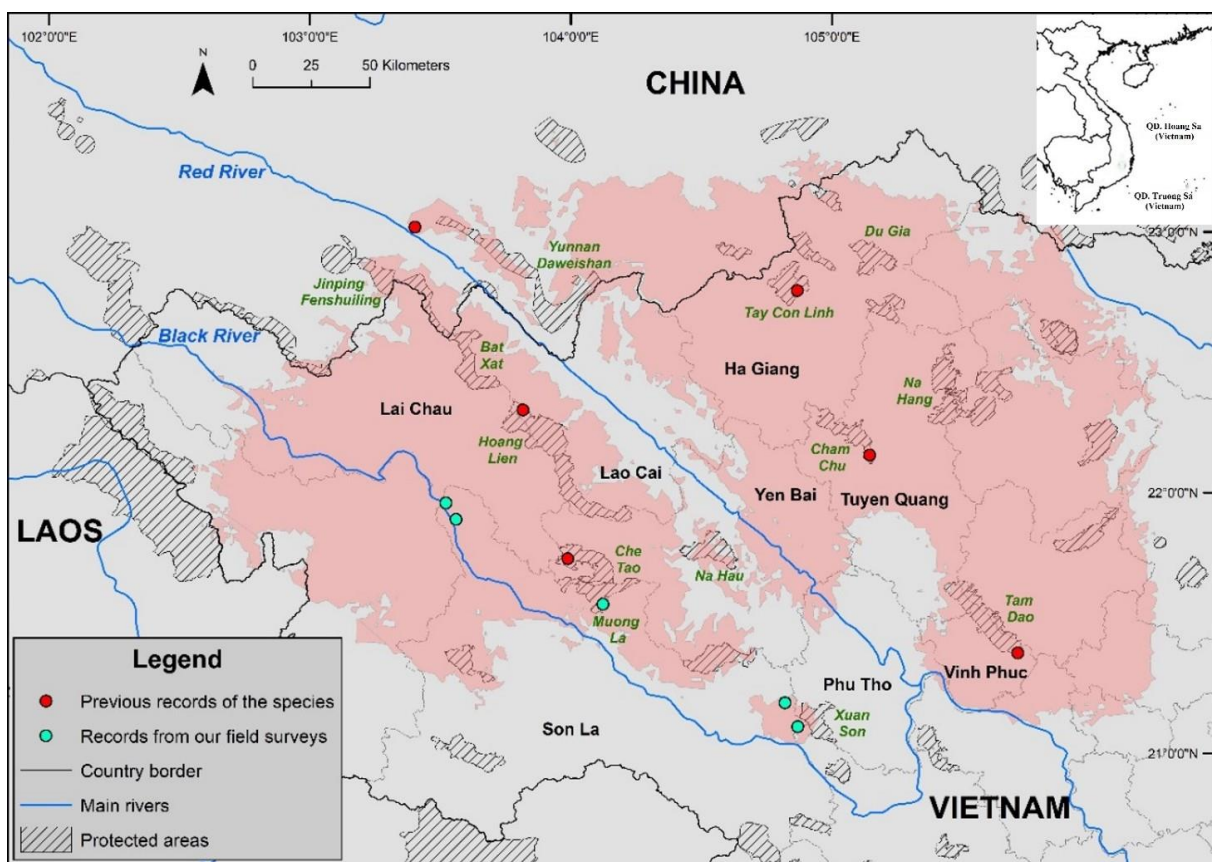 102°0'0"E
103°0'0"E
104°0'0"E
105°0'0"E
N
0 25 50 Kilometers
CHINA
QD. Hoang Sa
(Vietnam)
QD. Truong Sa
(Vietnam)
Red River
23°0'0"N
Du Gia
Yunnan
Daweishan
Jinping
Fenshuiling
Tay Con Linh
Black River
Bat
Xat
Ha Giang
Na
Hang
Lai Chau
Hoang
Lien
Cham
Chu
Lao Cai
Yen Bai
Tuyen Quang
22°0'0"N
LAOS
Che
Tao
Na Hau
Muong
La
Tam
Dao
Vinh Phuc
Phu Tho
Xuan
Son
Son La
21°0'0"N
VIETNAM
Legend
Previous records of the species
Records from our field surveys
Country border
Main rivers
Protected areas